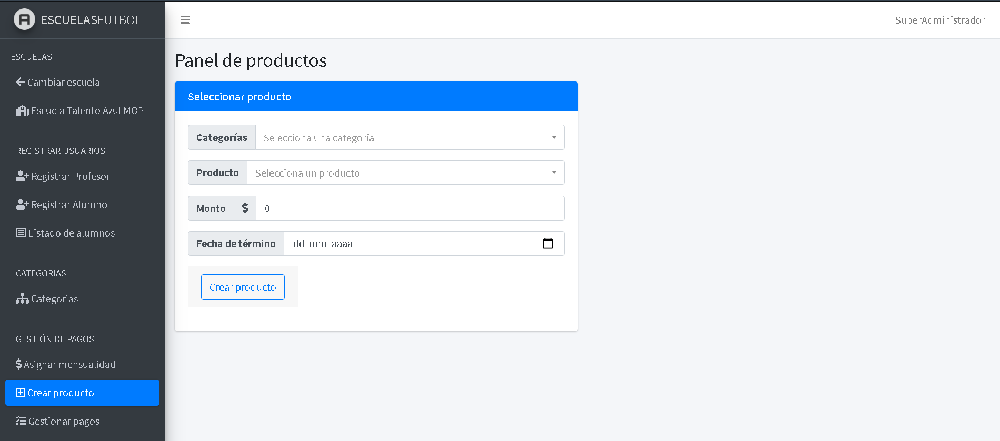 ESCUELASFUTBOL
SuperAdministrador
ESCUELAS
Cambiar escuela
Escuela Talento Azul MOP
REGISTRAR USUARIOS
Registrar Profesor
Registrar Alumno
Listado de alumnos
CATEGORIAS
Categorias
GESTIÓN DE PAGOS
Asignar mensualidad
Crear producto
Gestionar pagos
Panel de productos
Seleccionar producto
Categorías Selecciona una categoría
Producto Selecciona un producto
Monto $ 0
Fecha de término dd-mm-aaaa
Crear producto